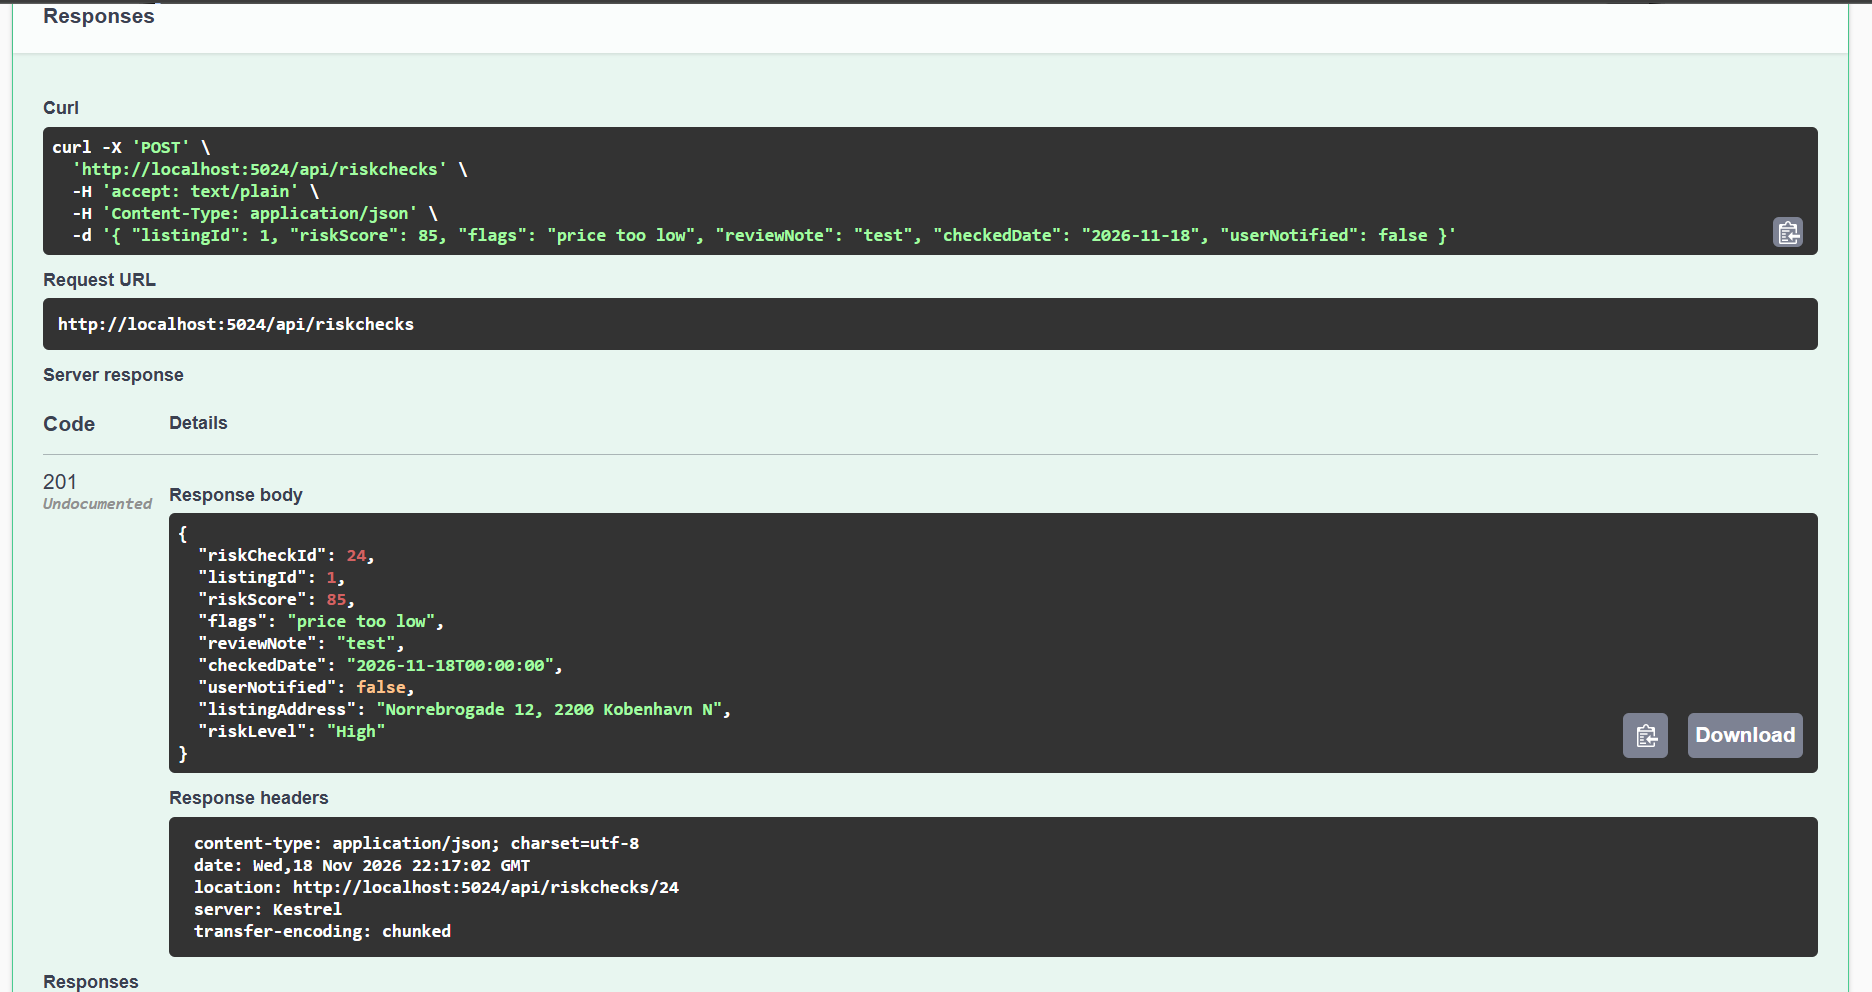 Responses
Curl
curl -X 'POST' \
  'http://localhost:5024/api/riskchecks' \
  -H 'accept: text/plain' \
  -H 'Content-Type: application/json' \
  -d '{ "listingId": 1, "riskScore": 85, "flags": "price too low", "reviewNote": "test", "checkedDate": "2026-11-18", "userNotified": false }'
Request URL
http://localhost:5024/api/riskchecks
Server response
Code Details
201
Undocumented
Response body
{
  "riskCheckId": 24,
  "listingId": 1,
  "riskScore": 85,
  "flags": "price too low",
  "reviewNote": "test",
  "checkedDate": "2026-11-18T00:00:00",
  "userNotified": false,
  "listingAddress": "Norrebrogade 12, 2200 Kobenhavn N",
  "riskLevel": "High"
}
Download
Response headers
content-type: application/json; charset=utf-8
date: Wed,18 Nov 2026 22:17:02 GMT
location: http://localhost:5024/api/riskchecks/24
server: Kestrel
transfer-encoding: chunked
Responses